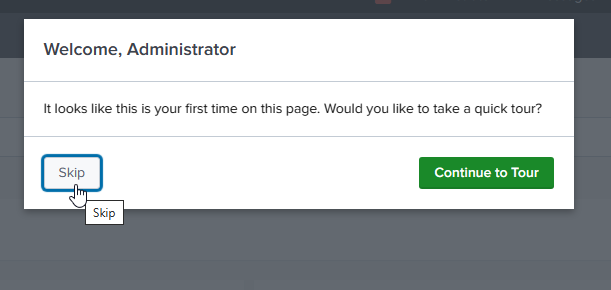 Welcome, Administrator
It looks like this is your first time on this page. Would you like to take a quick tour?
Skip
Continue to Tour
Skip